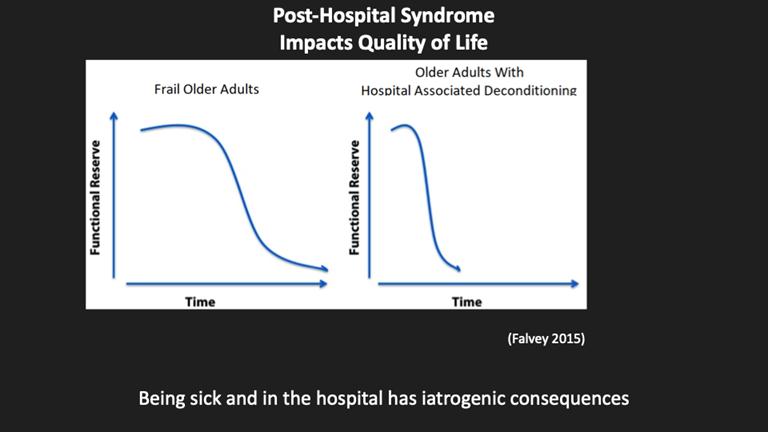 Post-Hospital Syndrome
Impacts Quality of Life
Frail Older Adults
Functional Reserve
Time
Older Adults With
Hospital Associated Deconditioning
Functional Reserve
Time
(Falvey 2015)
Being sick and in the hospital has iatrogenic consequences